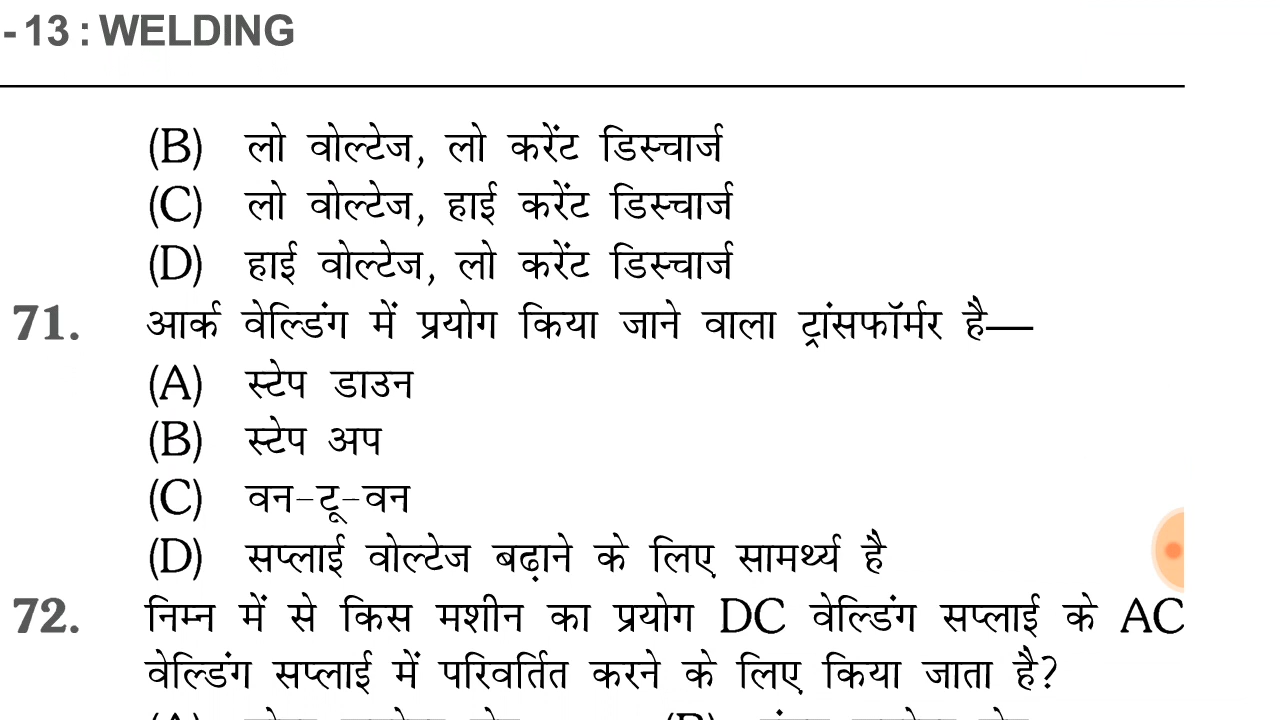 - 13 : WELDING
(B) लो वोल्टेज, लो करेंट डिस्चार्ज
(C) लो वोल्टेज, हाई करेंट डिस्चार्ज
(D) हाई वोल्टेज, लो करेंट डिस्चार्ज
71. आर्क वेल्डिंग में प्रयोग किया जाने वाला ट्रांसफॉर्मर है—
(A) स्टेप डाउन
(B) स्टेप अप
(C) वन-टू-वन
(D) सप्लाई वोल्टेज बढ़ाने के लिए सामर्थ्य है
72. निम्न में से किस मशीन का प्रयोग DC वेल्डिंग सप्लाई के AC
वेल्डिंग सप्लाई में परिवर्तित करने के लिए किया जाता है?